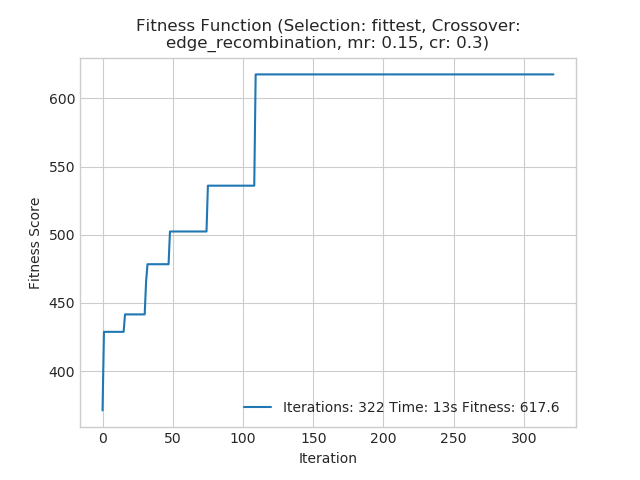 Fitness Function (Selection: fittest, Crossover:
edge_recombination, mr: 0.15, cr: 0.3)
600
550
500
450
400
Fitness Score
Iterations: 322 Time: 13s Fitness: 617.6
0 50 100 150 200 250 300
Iteration